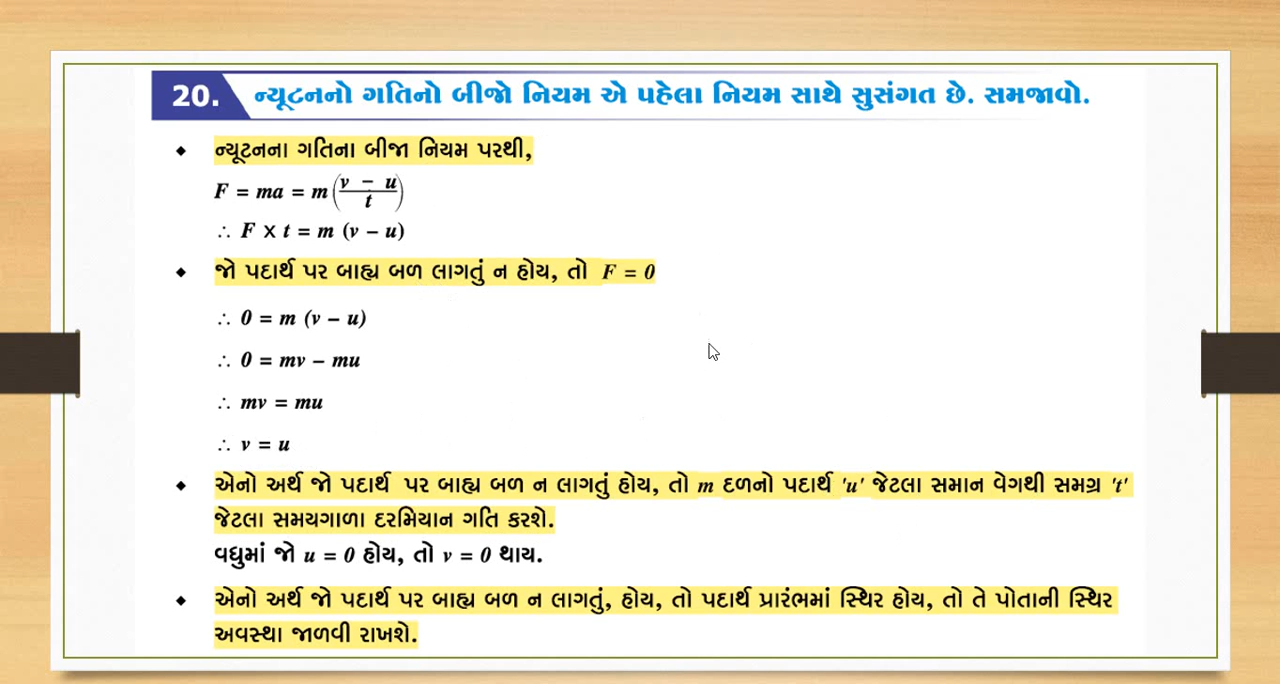 20. ન્યૂટનનો ગતિનો બીજો નિયમ એ પહેલા નિયમ સાથે સુસંગત છે. સમજાવો.
◆ ન્યૂટનના ગતિના બીજા નિયમ પરથી,
F = ma = m((v − u)/t)
∴ F × t = m (v − u)
◆ જો પદાર્થ પર બાહ્ય બળ લાગતું ન હોય, તો F = 0
∴ 0 = m (v − u)
∴ 0 = mv − mu
∴ mv = mu
∴ v = u
◆ એનો અર્થ જો પદાર્થ પર બાહ્ય બળ ન લાગતું હોય, તો m દળનો પદાર્થ 'u' જેટલા સમાન વેગથી સમગ્ર 't'
જેટલા સમયગાળા દરમિયાન ગતિ કરશે.
વધુમાં જો u = 0 હોય, તો v = 0 થાય.
◆ એનો અર્થ જો પદાર્થ પર બાહ્ય બળ ન લાગતું, હોય, તો પદાર્થ પ્રારંભમાં સ્થિર હોય, તો તે પોતાની સ્થિર
અવસ્થા જાળવી રાખશે.